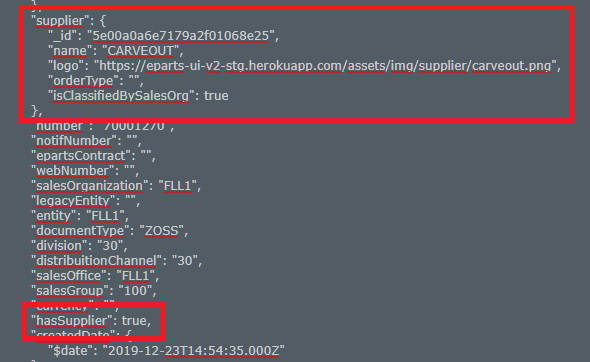 },
"supplier": {
"_id": "5e00a0a6e7179a2f01068e25",
"name": "CARVEOUT",
"logo": "https://eparts-ui-v2-stg.herokuapp.com/assets/img/supplier/carveout.png",
"orderType": "",
"isClassifiedBySalesOrg": true
},
"number": "70001270",
"notifNumber": "",
"epartsContract": "",
"webNumber": "",
"salesOrganization": "FLL1",
"legacyEntity": "",
"entity": "FLL1",
"documentType": "ZOSS",
"division": "30",
"distribuitionChannel": "30",
"salesOffice": "FLL1",
"salesGroup": "100",
"currency": "",
"hasSupplier": true,
"createdDate": {
"$date": "2019-12-23T14:54:35.000Z"